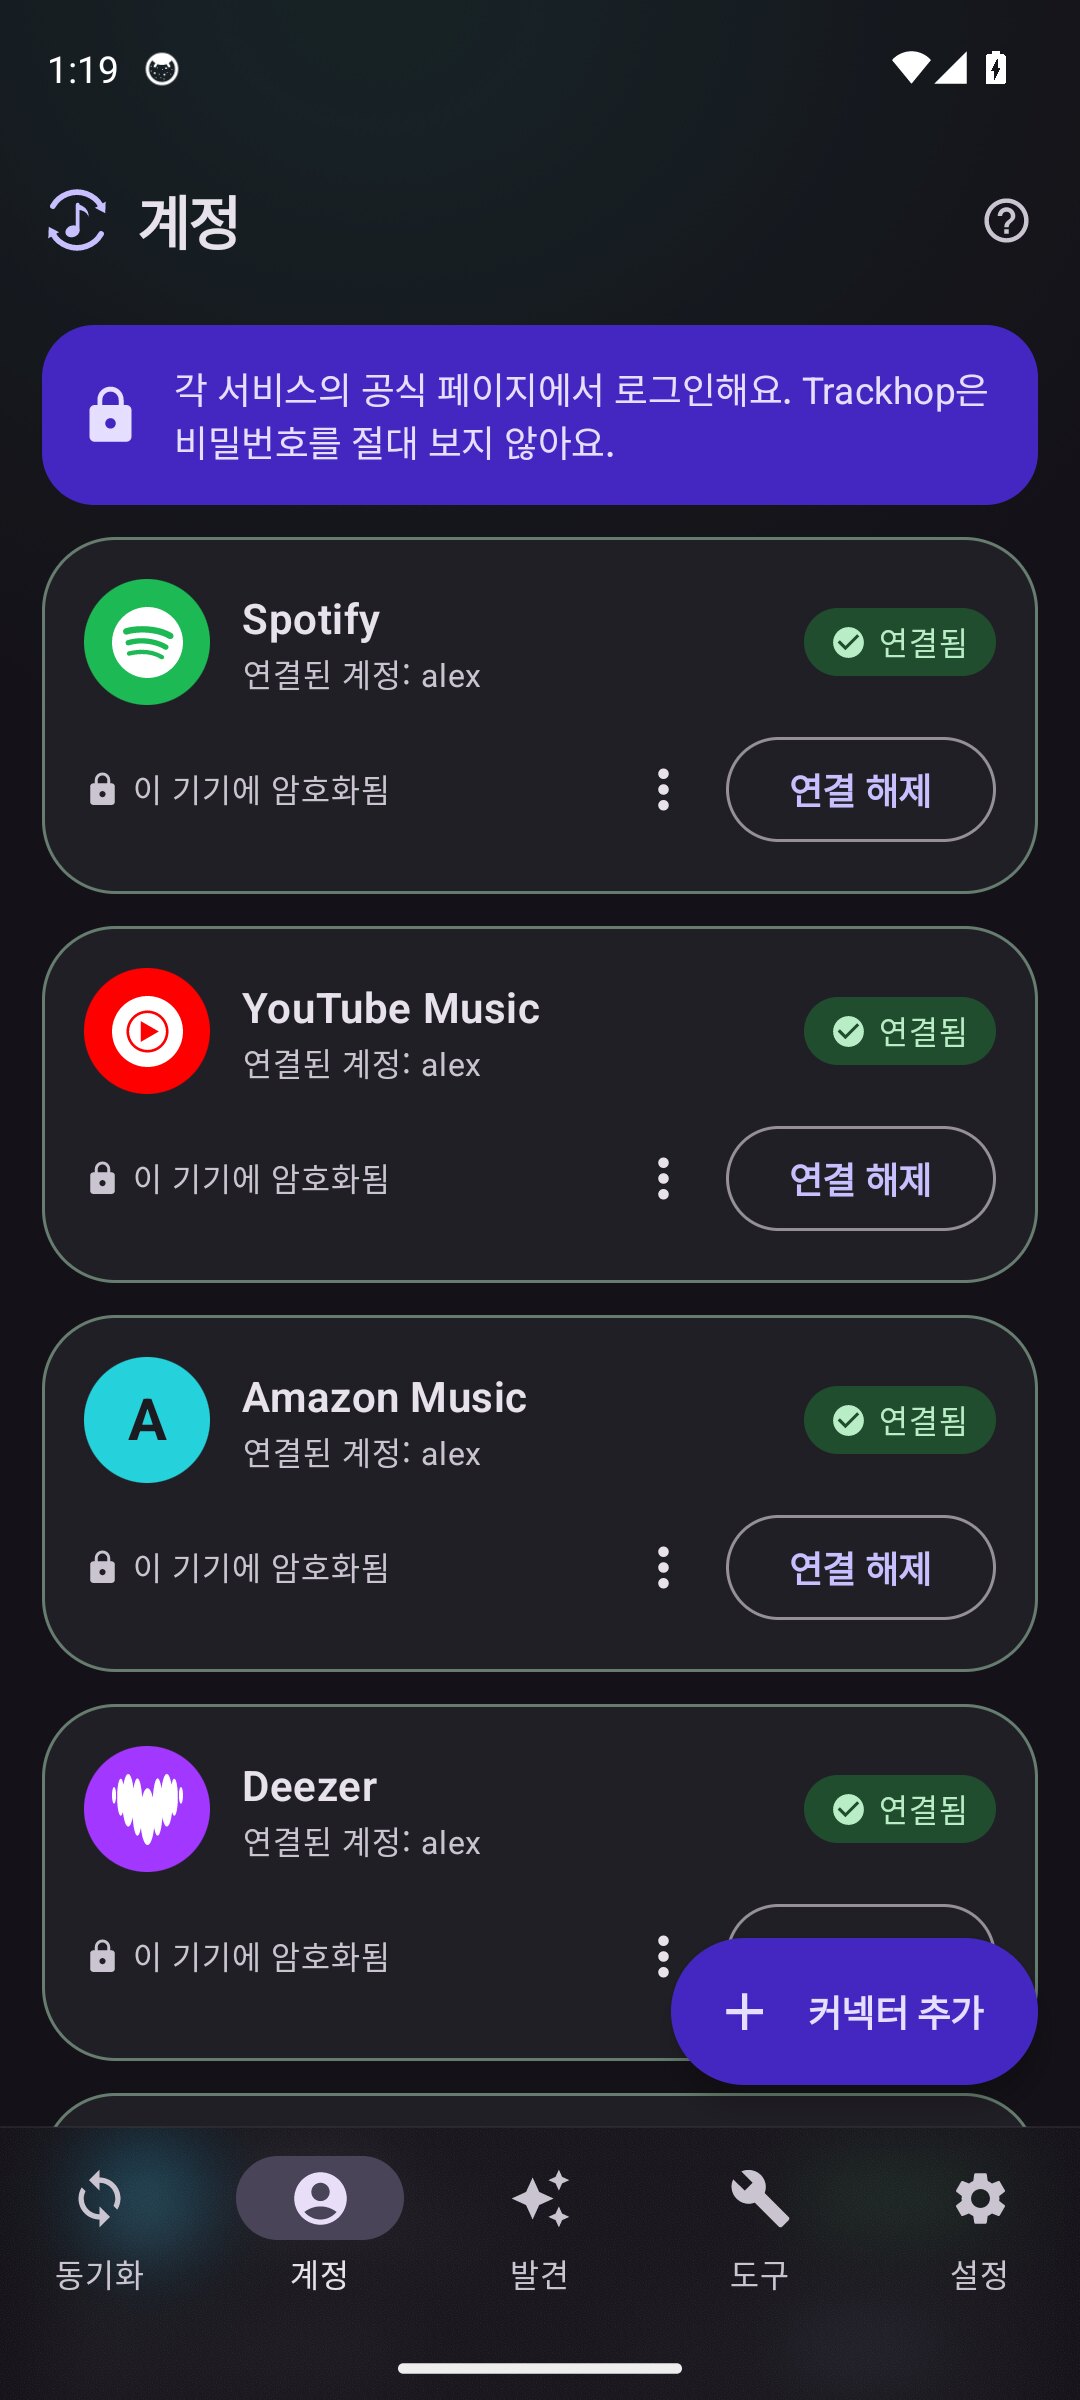 1:19
계정
각 서비스의 공식 페이지에서 로그인해요. Trackhop은
비밀번호를 절대 보지 않아요.
Spotify
연결된 계정: alex
연결됨
이 기기에 암호화됨
연결 해제
YouTube Music
연결된 계정: alex
연결됨
이 기기에 암호화됨
연결 해제
A
Amazon Music
연결된 계정: alex
연결됨
이 기기에 암호화됨
연결 해제
Deezer
연결된 계정: alex
연결됨
이 기기에 암호화됨
커넥터 추가
동기화
계정
발견
도구
설정